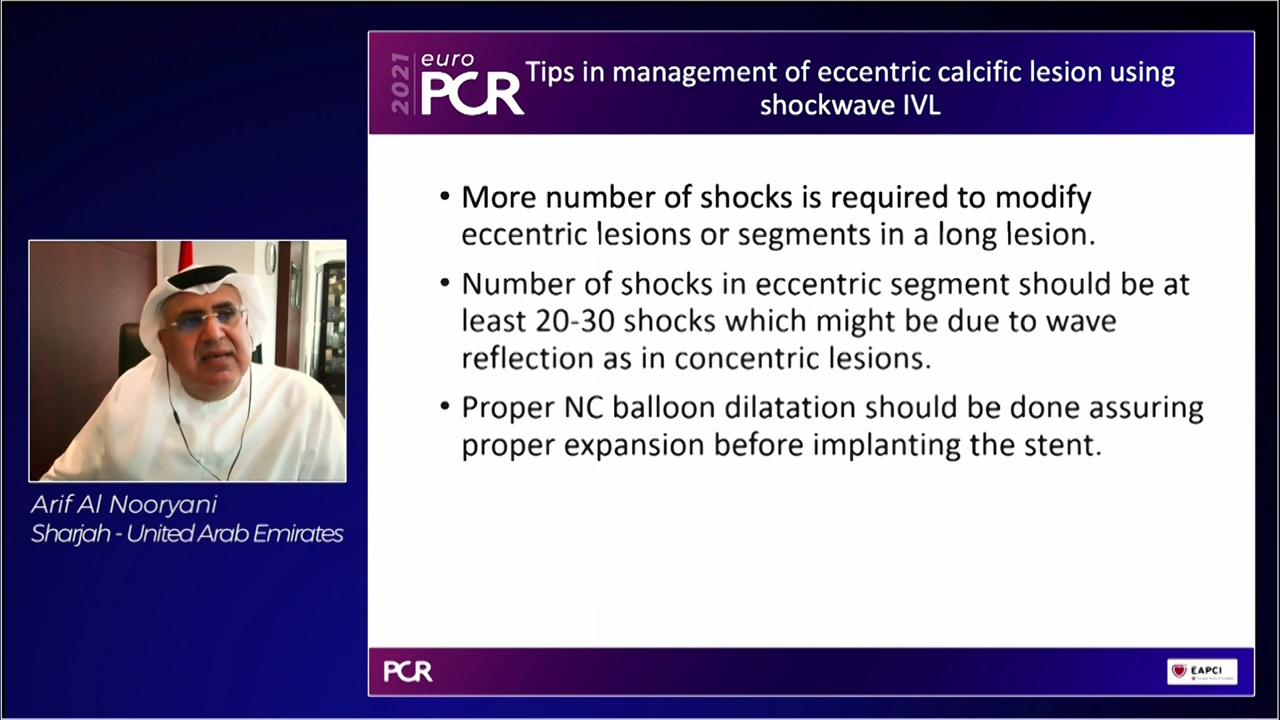 2021
euro
PCR
Tips in management of eccentric calcific lesion using
shockwave IVL
• More number of shocks is required to modify
eccentric lesions or segments in a long lesion.
• Number of shocks in eccentric segment should be at
least 20-30 shocks which might be due to wave
reflection as in concentric lesions.
• Proper NC balloon dilatation should be done assuring
proper expansion before implanting the stent.
Arif Al Nooryani
Sharjah - United Arab Emirates
PCR
EAPCI